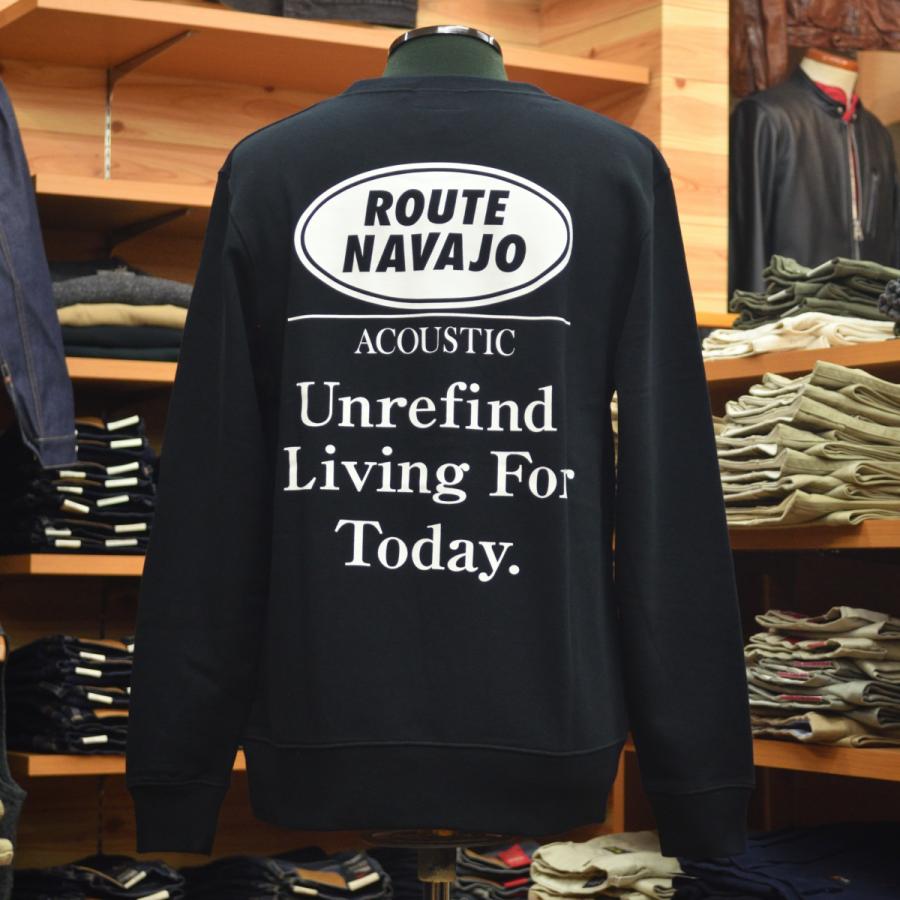 ROUTE
NAVAJO
ACOUSTIC
Unrefind
Living For
Today.